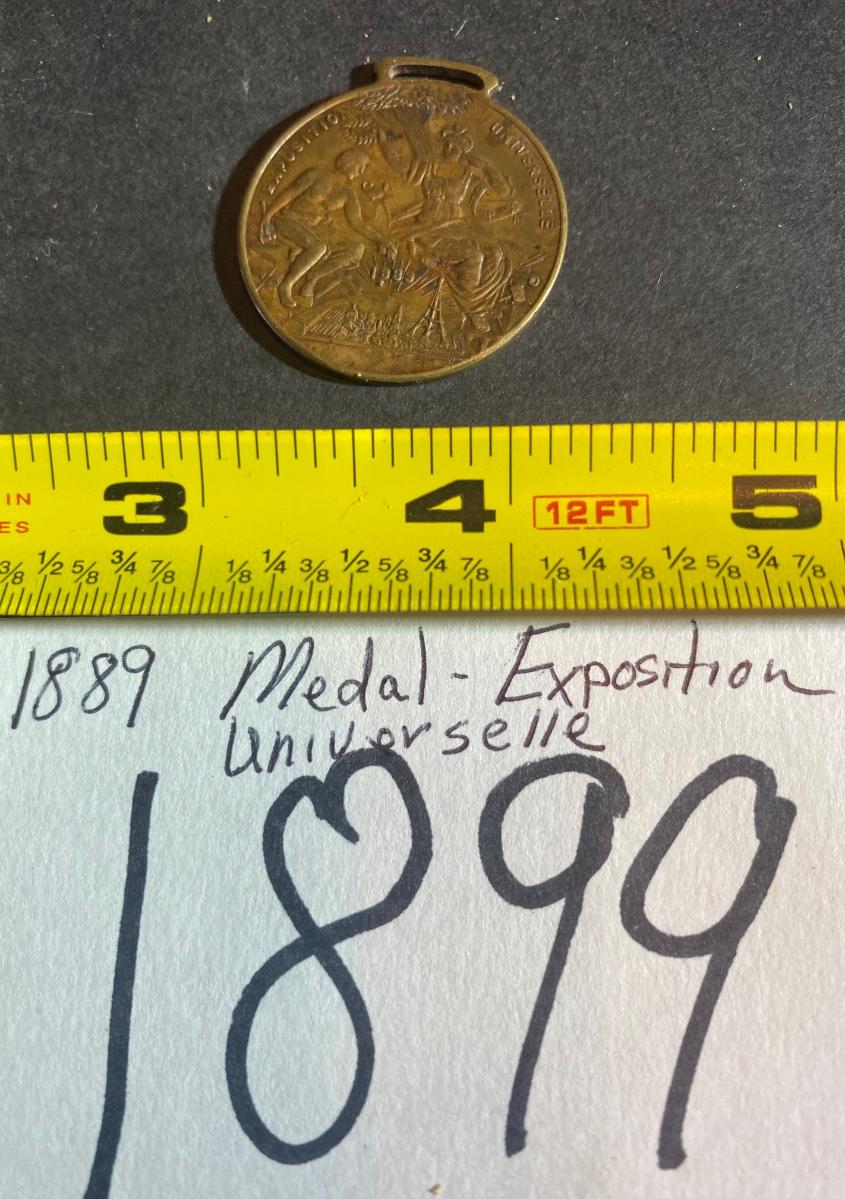 EXPOSITION UNIVERSELLE
1889
IN 3 4 12FT 5
ES
3/8 1/2 5/8 3/4 7/8 1/8 1/4 3/8 1/2 5/8 3/4 7/8 1/8 1/4 3/8 1/2 5/8 3/4 7/8
1889 Medal - Exposition
Universelle
1899